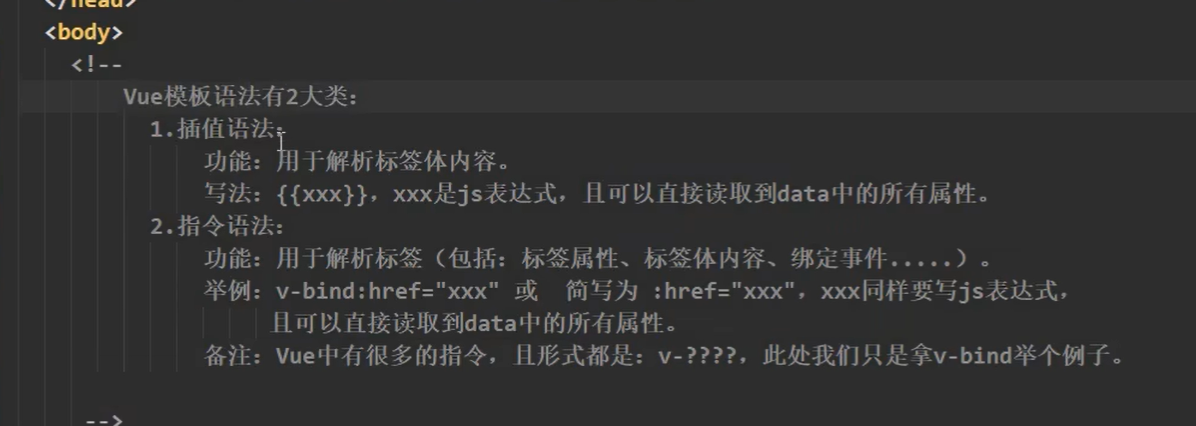 </head>
<body>
<!--
Vue模板语法有2大类：
1.插值语法：
功能：用于解析标签体内容。
写法：{{xxx}}，xxx是js表达式，且可以直接读取到data中的所有属性。
2.指令语法：
功能：用于解析标签（包括：标签属性、标签体内容、绑定事件.....）。
举例：v-bind:href="xxx" 或  简写为 :href="xxx"，xxx同样要写js表达式，
且可以直接读取到data中的所有属性。
备注：Vue中有很多的指令，且形式都是：v-????，此处我们只是拿v-bind举个例子。
-->